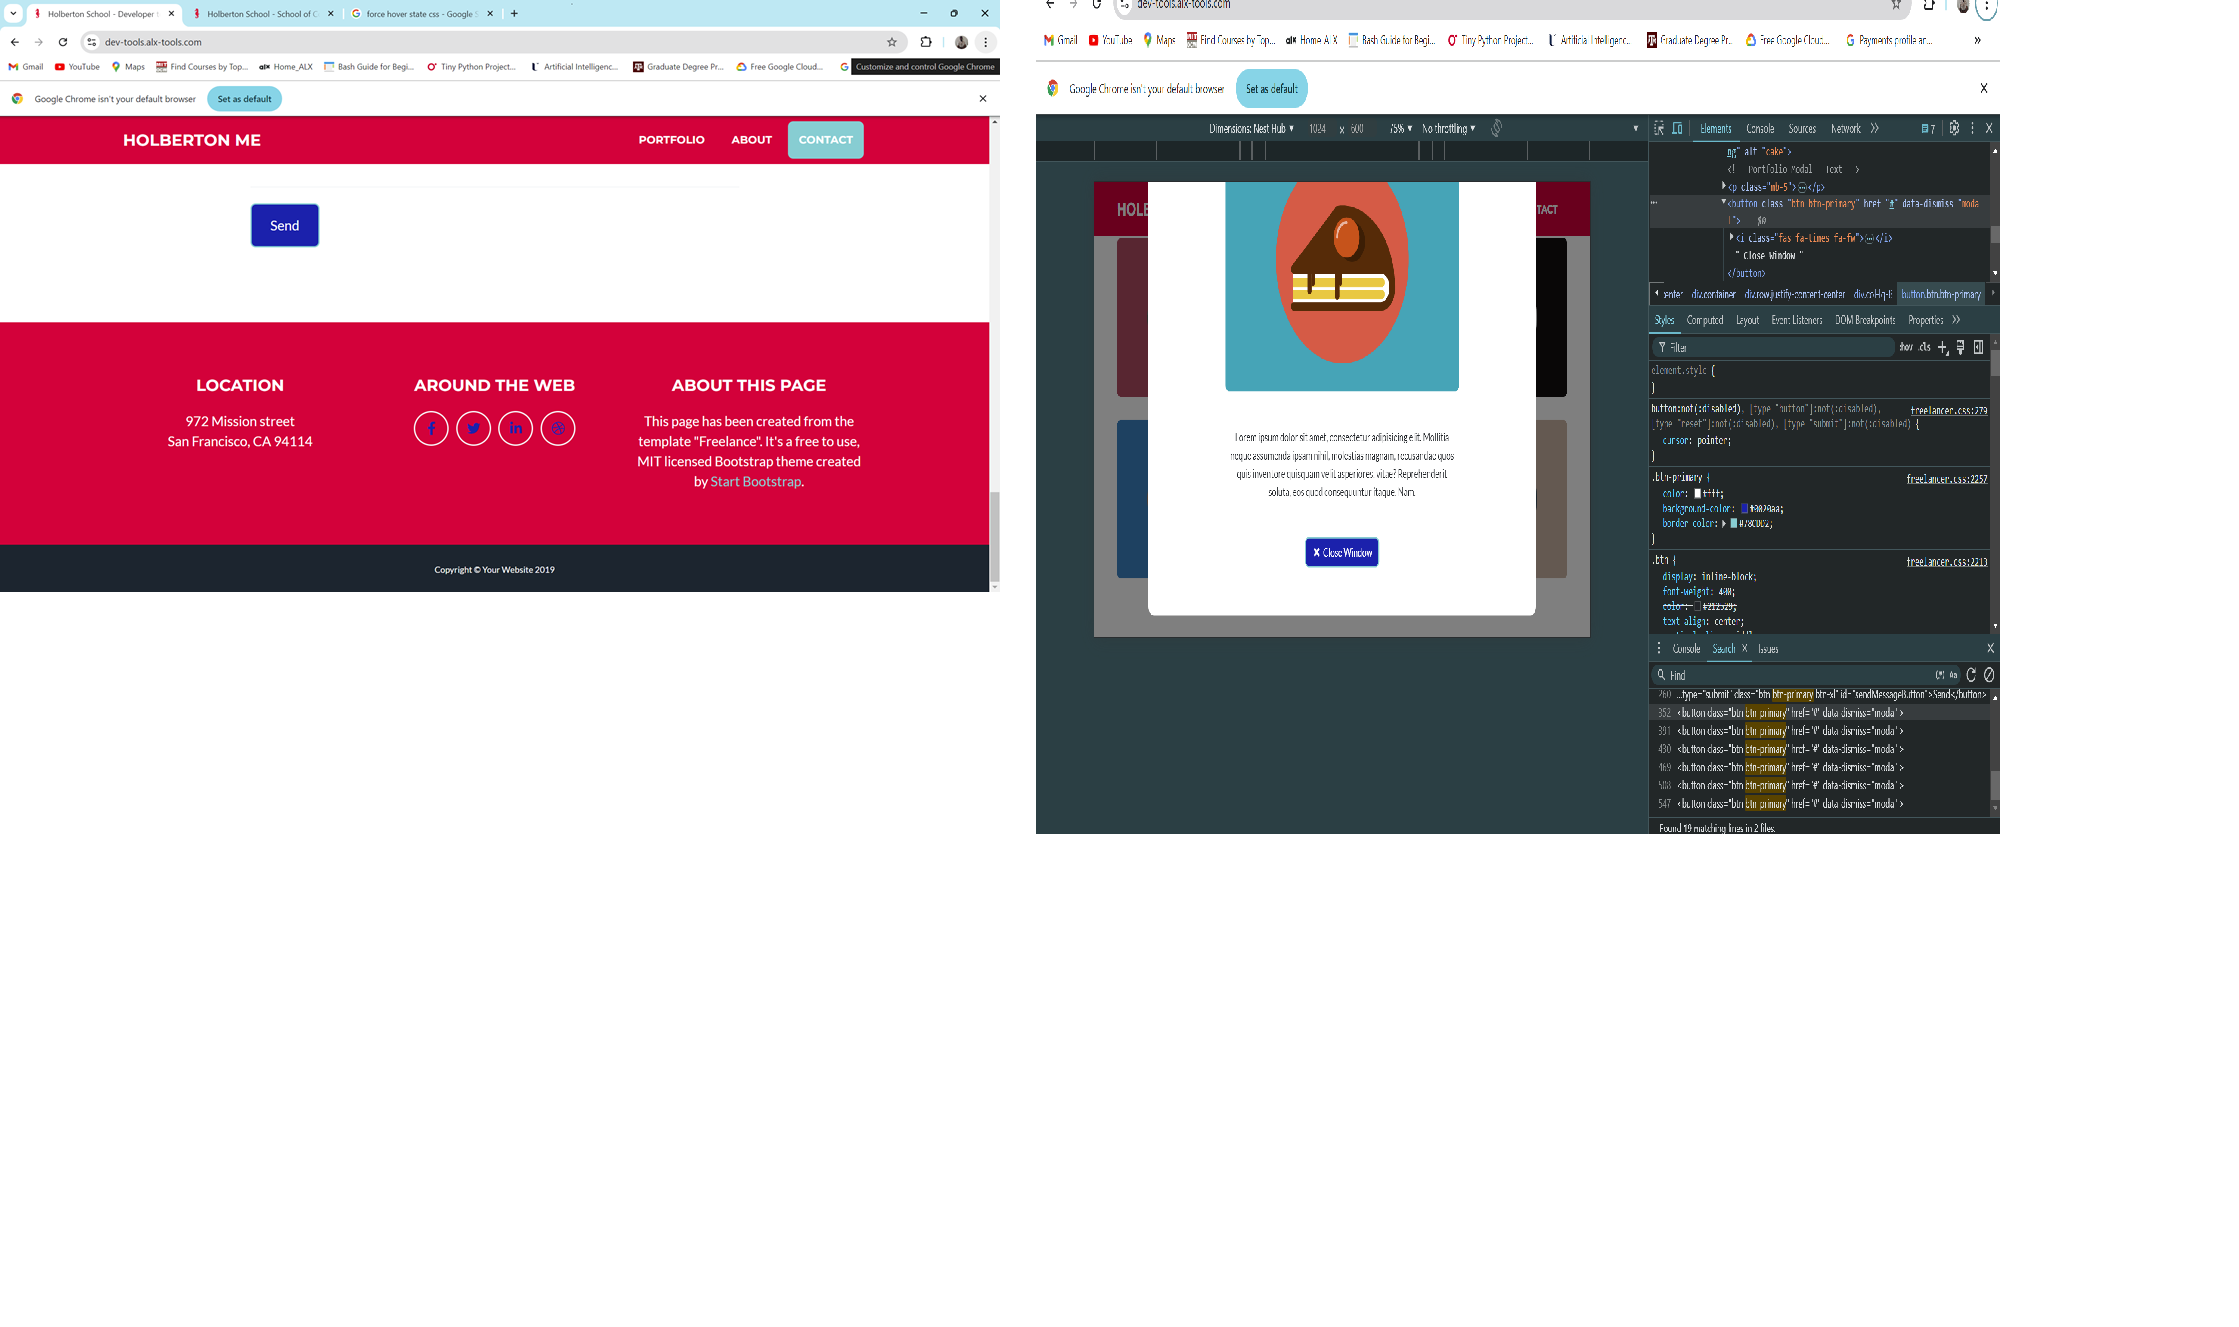 Holberton School - Developer t
Holberton School - School of C
force hover state css - Google S
dev-tools.alx-tools.com
Gmail
YouTube
Maps
Find Courses by Top...
alx Home_ALX
Bash Guide for Begi...
Tiny Python Project...
Artificial Intelligenc...
Graduate Degree Pr...
Free Google Cloud...
Customize and control Google Chrome
Google Chrome isn't your default browser
Set as default
HOLBERTON ME
PORTFOLIO
ABOUT
CONTACT
Send
LOCATION
972 Mission street
San Francisco, CA 94114
AROUND THE WEB
ABOUT THIS PAGE
This page has been created from the
template "Freelance". It's a free to use,
MIT licensed Bootstrap theme created
by Start Bootstrap.
Copyright © Your Website 2019
dev-tools.alx-tools.com
Gmail
YouTube
Maps
Find Courses by Top...
alx Home_ALX
Bash Guide for Begi...
Tiny Python Project...
Artificial Intelligenc...
Graduate Degree Pr...
Free Google Cloud...
Payments profile an...
»
Google Chrome isn't your default browser
Set as default
Dimensions: Nest Hub ▼ 1024 x 600 75% ▼ No throttling ▼
HOLE
TACT
Lorem ipsum dolor sit amet, consectetur adipisicing elit. Mollitia
neque assumenda ipsam nihil, molestias magnam, recusandae quos
quis inventore quisquam velit asperiores, vitae? Reprehenderit
soluta, eos quod consequuntur itaque. Nam.
Close Window
Elements Console Sources Network » 7
ng" alt="cake">
<!-- Portfolio Modal - Text -->
<p class="mb-5">…</p>
<button class="btn btn-primary" href="#" data-dismiss="moda
l"> == $0
<i class="fas fa-times fa-fw">…</i>
" Close Window "
</button>
center div.container div.row.justify-content-center div.col-lg-8 button.btn.btn-primary
Styles Computed Layout Event Listeners DOM Breakpoints Properties »
Filter :hov .cls
element.style {
}
button:not(:disabled), [type="button"]:not(:disabled), freelancer.css:279
[type="reset"]:not(:disabled), [type="submit"]:not(:disabled) {
cursor: pointer;
}
.btn-primary { freelancer.css:2257
color: #fff;
background-color: #0020aa;
border-color: #78CDD2;
}
.btn { freelancer.css:2213
display: inline-block;
font-weight: 400;
color: #212529;
text-align: center;
Console Search Issues
Find (.*) Aa
260 ...type="submit" class="btn btn-primary btn-xl" id="sendMessageButton">Send</button>
352 <button class="btn btn-primary" href="#" data-dismiss="modal">
391 <button class="btn btn-primary" href="#" data-dismiss="modal">
430 <button class="btn btn-primary" href="#" data-dismiss="modal">
469 <button class="btn btn-primary" href="#" data-dismiss="modal">
508 <button class="btn btn-primary" href="#" data-dismiss="modal">
547 <button class="btn btn-primary" href="#" data-dismiss="modal">
Found 19 matching lines in 2 files.